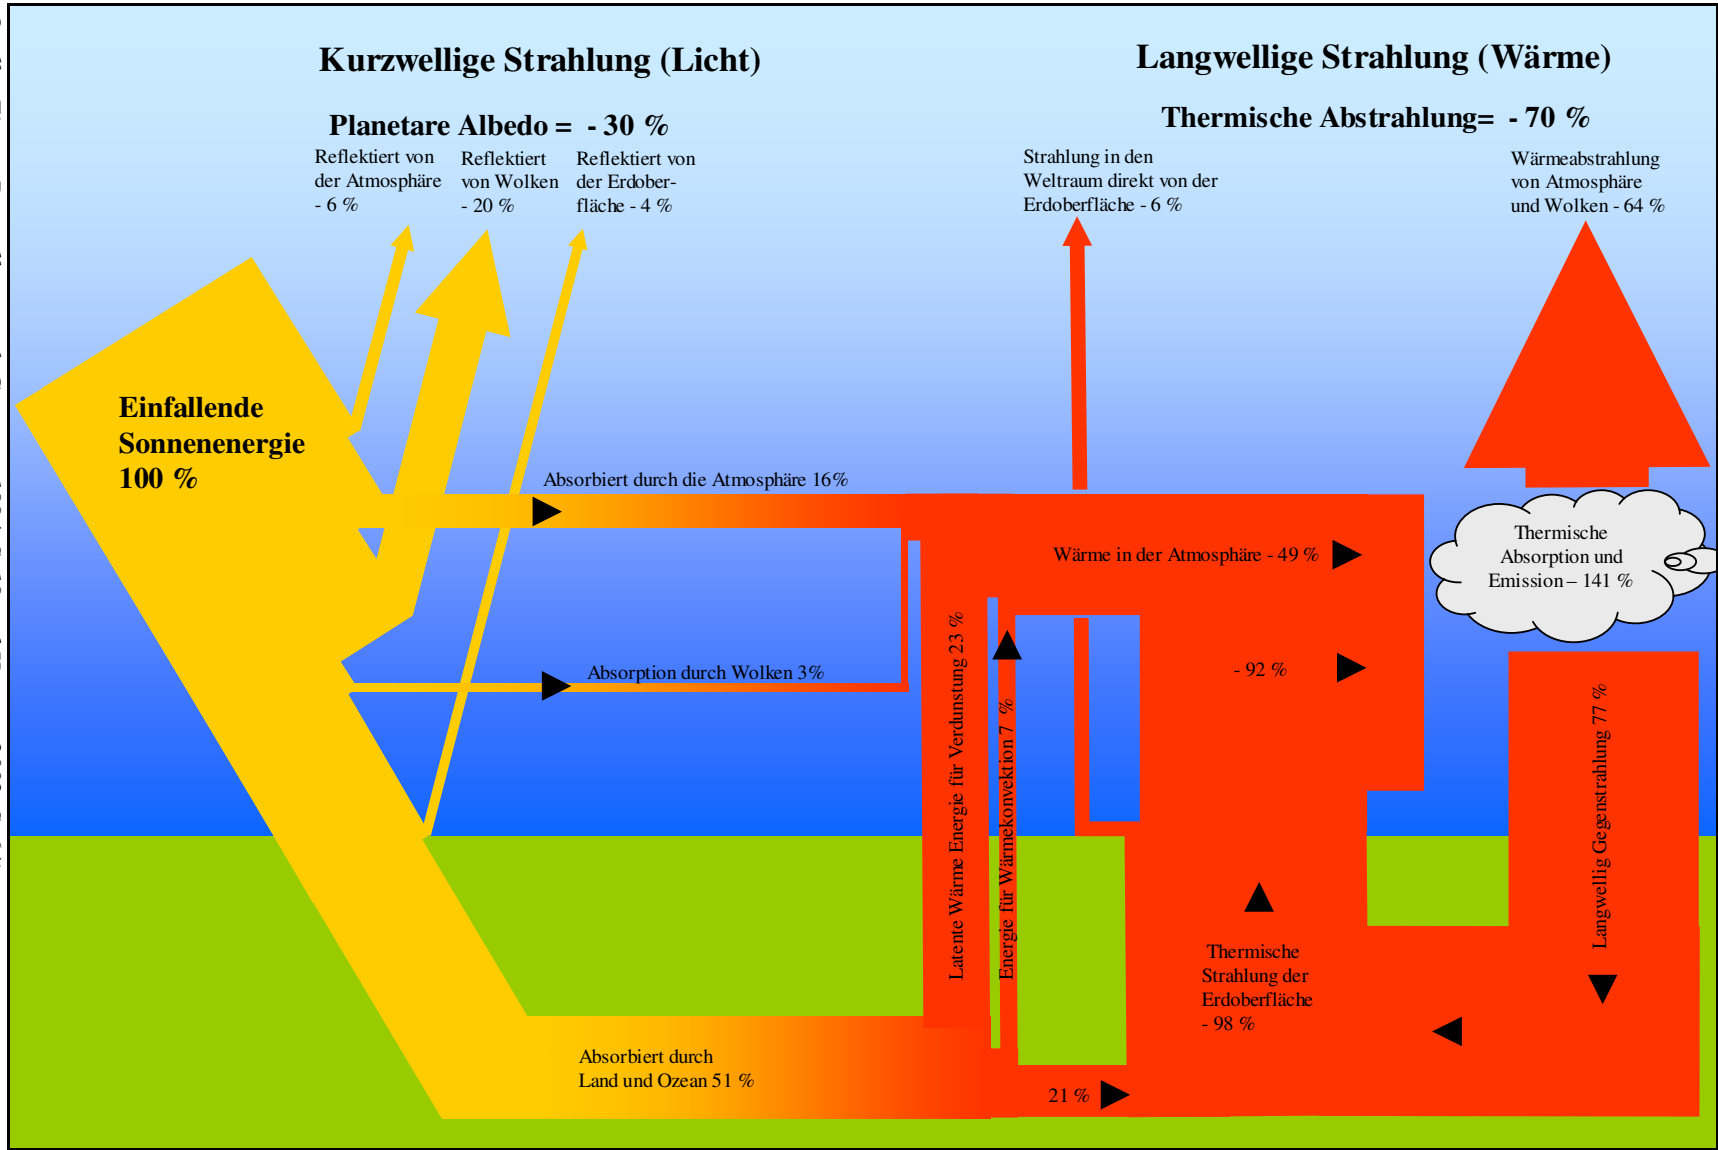 Kurzwellige Strahlung (Licht)
Planetare Albedo = - 30 %
Reflektiert von
der Atmosphäre
- 6 %
Reflektiert
von Wolken
- 20 %
Reflektiert von
der Erdober-
fläche - 4 %
Langwellige Strahlung (Wärme)
Thermische Abstrahlung= - 70 %
Strahlung in den
Weltraum direkt von der
Erdoberfläche - 6 %
Wärmeabstrahlung
von Atmosphäre
und Wolken - 64 %
Einfallende
Sonnenenergie
100 %
Absorbiert durch die Atmosphäre 16%
Wärme in der Atmosphäre - 49 %
Thermische
Absorption und
Emission – 141 %
Absorption durch Wolken 3%
- 92 %
Latente Wärme Energie für Verdunstung 23 %
Energie für Wärmekonvektion 7 %
Langwellig Gegenstrahlung 77 %
Thermische
Strahlung der
Erdoberfläche
- 98 %
Absorbiert durch
Land und Ozean 51 %
21 %